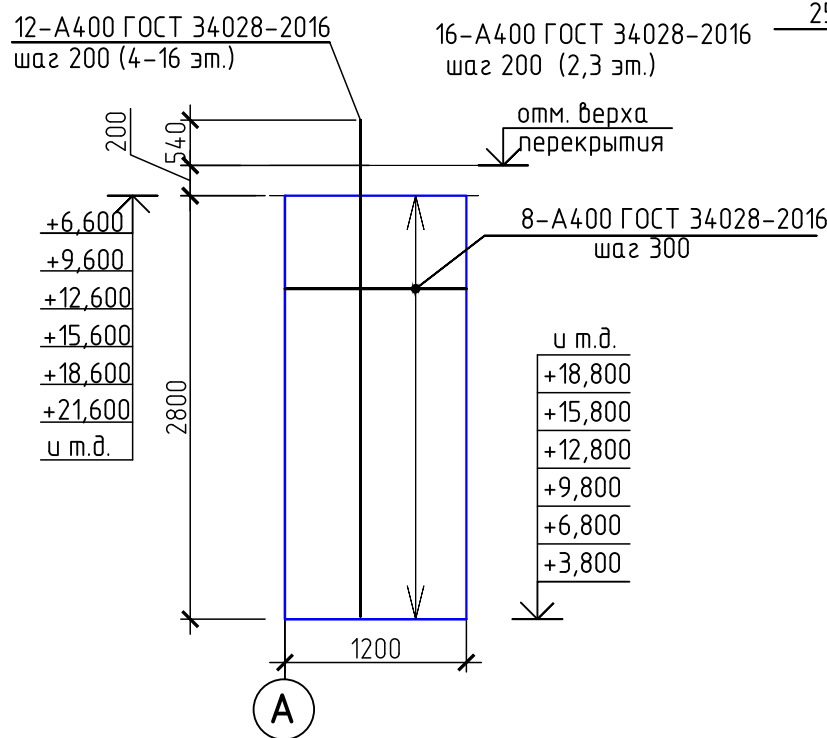 12-А400 ГОСТ 34028-2016
шаг 200 (4-16 эт.)
16-А400 ГОСТ 34028-2016
шаг 200 (2,3 эт.)
25
200
540
отм. верха
перекрытия
8-А400 ГОСТ 34028-2016
шаг 300
+6,600
+9,600
+12,600
+15,600
+18,600
+21,600
и т.д.
2800
и т.д.
+18,800
+15,800
+12,800
+9,800
+6,800
+3,800
1200
А